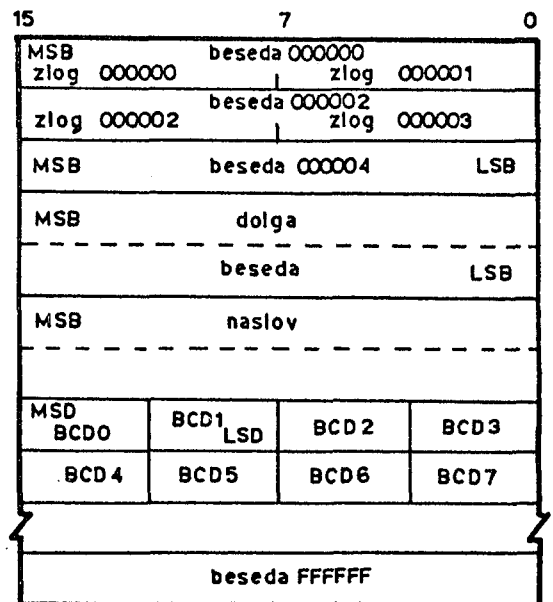 15 7 0
MSB beseda 000000
zlog 000000 zlog 000001
beseda 000002
zlog 000002 zlog 000003
MSB beseda 000004 LSB
MSB dolga
beseda LSB
MSB naslov
MSD
BCD0 BCD1 LSD BCD2 BCD3
BCD4 BCD5 BCD6 BCD7
beseda FFFFFF